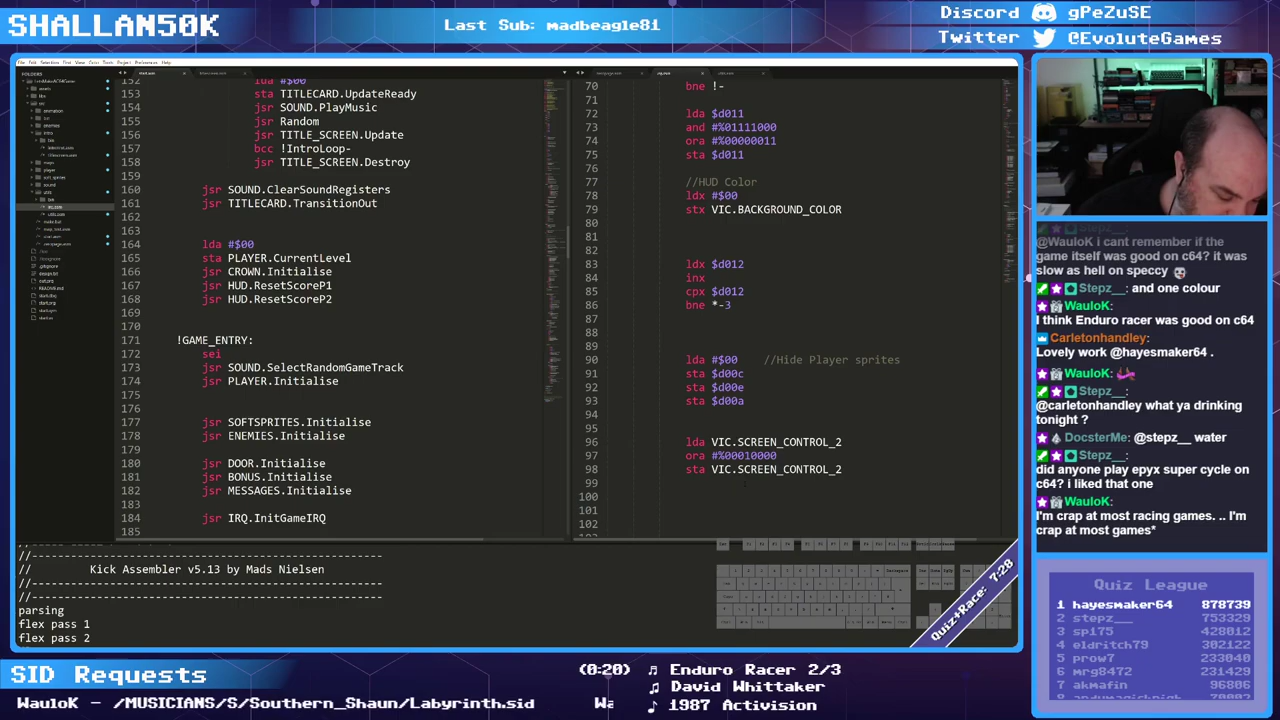 SHALLAN50K
Last Sub: madbeagle81
Discord gPeZuSE
Twitter @EvoluteGames
FOLDERS
152 lda #$00
153 sta TITLECARD.UpdateReady
154 jsr SOUND.PlayMusic
155 jsr Random
156 jsr TITLE_SCREEN.Update
157 bcc !IntroLoop-
158 jsr TITLE_SCREEN.Destroy
159
160 jsr SOUND.ClearSoundRegisters
161 jsr TITLECARD.TransitionOut
162
163
164 lda #$00
165 sta PLAYER.CurrentLevel
166 jsr CROWN.Initialise
167 jsr HUD.ResetScoreP1
168 jsr HUD.ResetScoreP2
169
170
171 !GAME_ENTRY:
172 sei
173 jsr SOUND.SelectRandomGameTrack
174 jsr PLAYER.Initialise
175
176
177 jsr SOFTSPRITES.Initialise
178 jsr ENEMIES.Initialise
179
180 jsr DOOR.Initialise
181 jsr BONUS.Initialise
182 jsr MESSAGES.Initialise
183
184 jsr IRQ.InitGameIRQ
185
70 bne !-
71
72 lda $d011
73 and #%01111000
74 ora #%00000011
75 sta $d011
76
77 //HUD Color
78 ldx #$00
79 stx VIC.BACKGROUND_COLOR
80
81
82
83 ldx $d012
84 inx
85 cpx $d012
86 bne *-3
87
88
89
90 lda #$00 //Hide Player sprites
91 sta $d00c
92 sta $d00e
93 sta $d00a
94
95
96 lda VIC.SCREEN_CONTROL_2
97 ora #%00010000
98 sta VIC.SCREEN_CONTROL_2
99
100
101
102
//------------------------------------------------------
// Kick Assembler v5.13 by Mads Nielsen
//------------------------------------------------------
parsing
flex pass 1
flex pass 2
Quiz+Race: 7:28
@WauloK i cant remember if the
game itself was good on c64? it was
slow as hell on speccy
Stepz__: and one colour
WauloK:
I think Enduro racer was good on c64
Carletonhandley:
Lovely work @hayesmaker64 .
WauloK:
Stepz__:
@carletonhandley what ya drinking
tonight ?
DocsterMe: @stepz__ water
Stepz__:
did anyone play epyx super cycle on
c64? i liked that one
WauloK:
I'm crap at most racing games. .. I'm
crap at most games*
Quiz League
1 hayesmaker64 878739
2 stepz__ 753329
3 sp175 428012
4 eldritch79 302122
5 prow7 233040
6 mrg8472 231429
7 akmafin 96806
SID Requests
WauloK - /MUSICIANS/S/Southern_Shaun/Labyrinth.sid Wa
(0:20) Enduro Racer 2/3
David Whittaker
1987 Activision